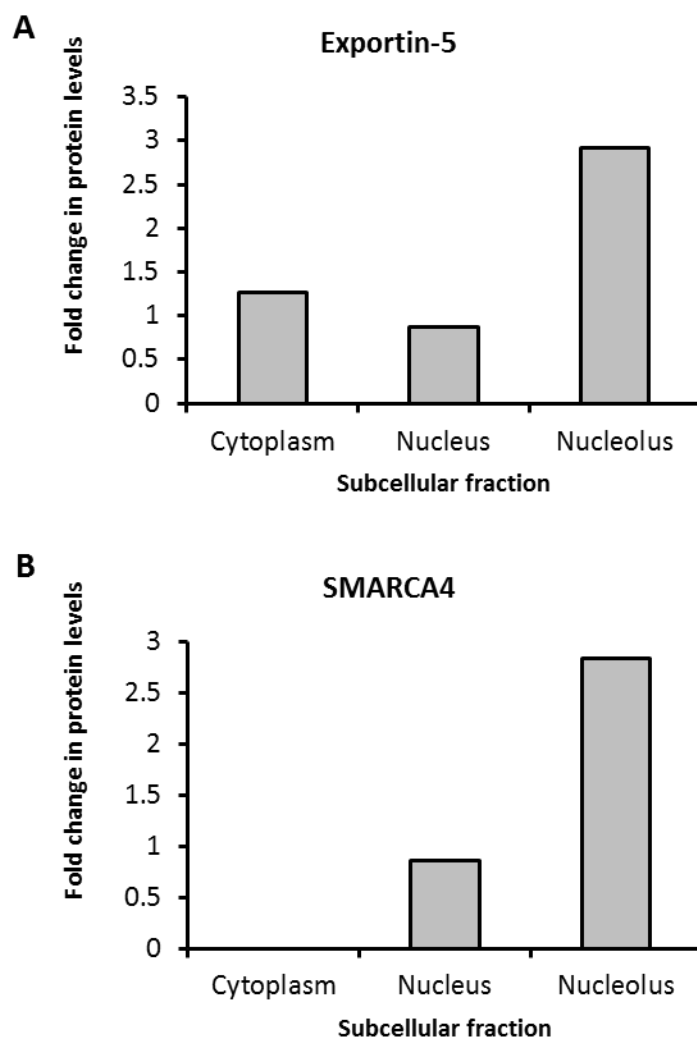 A
Exportin-5
Fold change in protein levels
3.5
3
2.5
2
1.5
1
0.5
0
Cytoplasm Nucleus Nucleolus
Subcellular fraction
B
SMARCA4
Fold change in protein levels
3
2.5
2
1.5
1
0.5
0
Cytoplasm Nucleus Nucleolus
Subcellular fraction